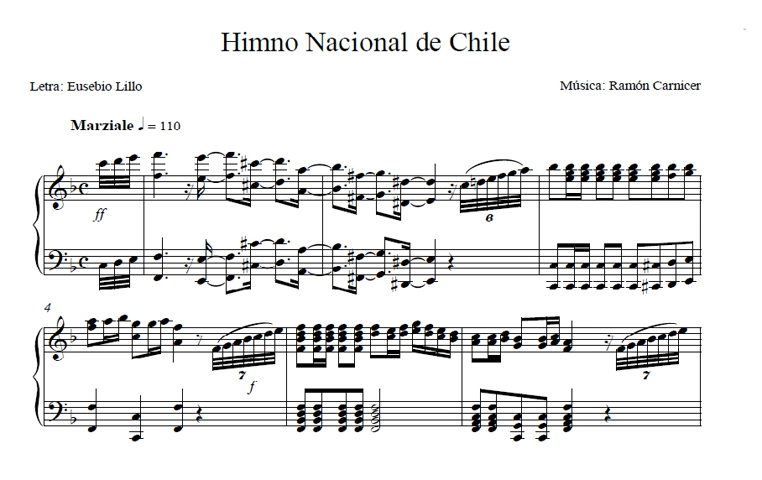 Himno Nacional de Chile
Letra: Eusebio Lillo
Música: Ramón Carnicer
Marziale ♩ = 110
ff
6
4
7
f
7